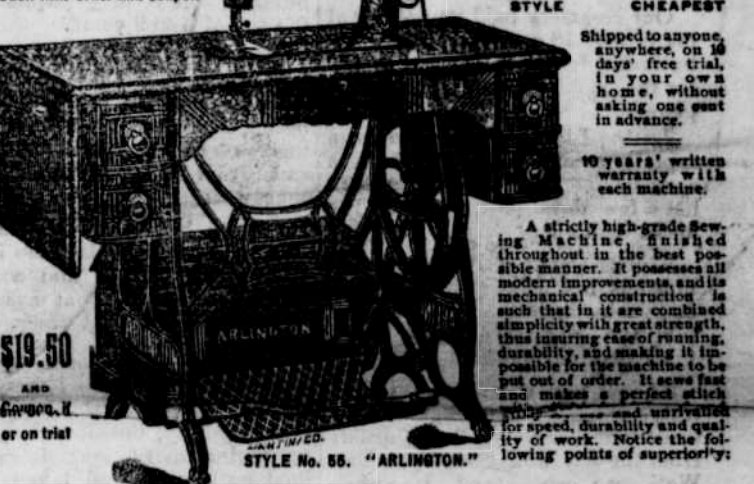 STYLE CHEAPEST
Shipped to anyone,
anywhere, on 10
days' free trial,
in your own
home, without
asking one cent
in advance.
10 years' written
warranty with
each machine.
A strictly high-grade Sew-
ing Machine, finished
throughout in the best pos-
sible manner. It possesses all
modern improvements, and its
mechanical construction is
such that in it are combined
simplicity with great strength,
thus insuring ease of running,
durability, and making it im-
possible for the machine to be
put out of order. It sews fast
and makes a perfect stitch
and unrivalled
for speed, durability and qual-
ity of work. Notice the fol-
lowing points of superiority:
ARLINGTON
$19.50
AND
or on trial
STYLE No. 55. "ARLINGTON."